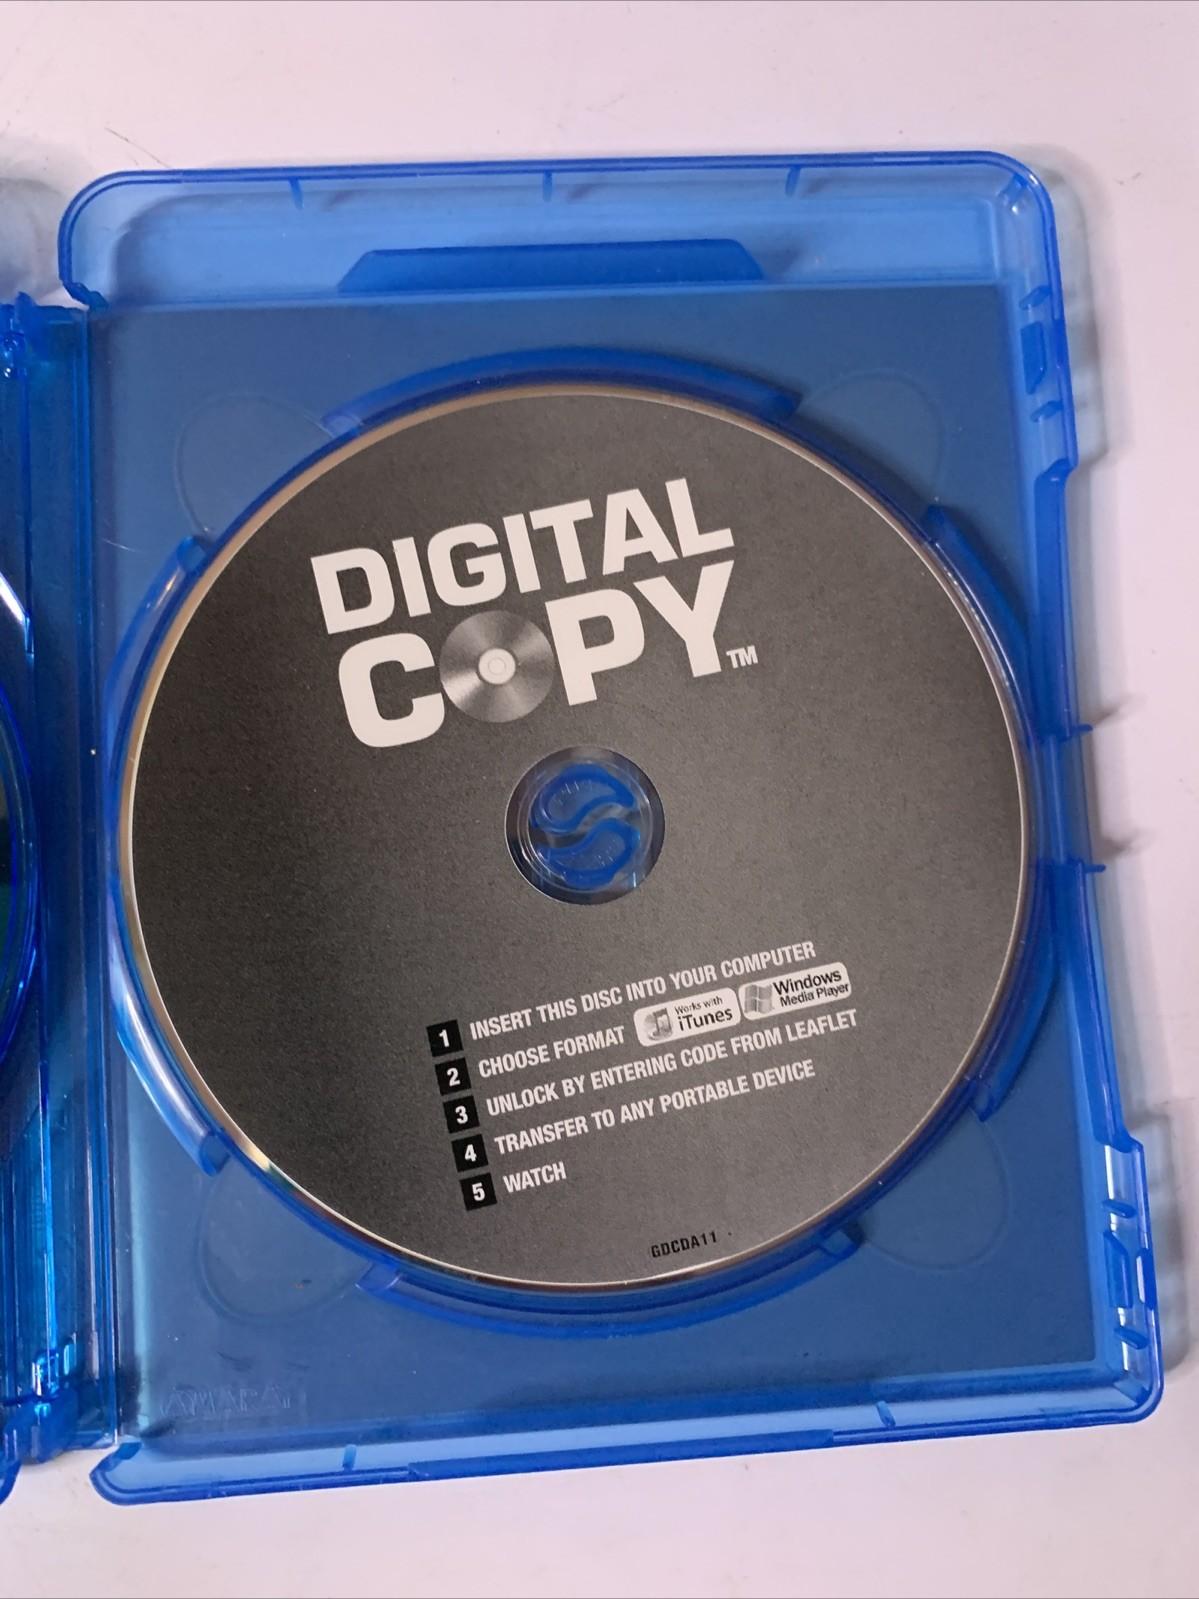 DIGITAL
COPY™
1 INSERT THIS DISC INTO YOUR COMPUTER
2 CHOOSE FORMAT Works with iTunes Windows Media Player
3 UNLOCK BY ENTERING CODE FROM LEAFLET
4 TRANSFER TO ANY PORTABLE DEVICE
5 WATCH
GDCDA11
AMARAY